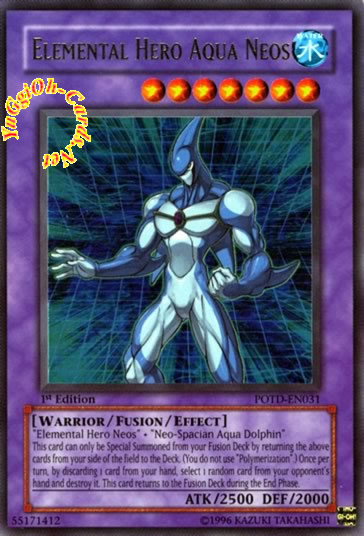 ELEMENTAL HERO AQUA NEOS
WATER
水
YuGgiOh-Cards.Net
1st Edition
POTD-EN031
[WARRIOR/FUSION/EFFECT]
"Elemental Hero Neos" + "Neo-Spacian Aqua Dolphin"
This card can only be Special Summoned from your Fusion Deck by returning the above
cards from your side of the field to the Deck. (You do not use "Polymerization".) Once per
turn, by discarding 1 card from your hand, select 1 random card from your opponent's
hand and destroy it. This card returns to the Fusion Deck during the End Phase.
ATK/2500 DEF/2000
55171412
©1996 KAZUKI TAKAHASHI